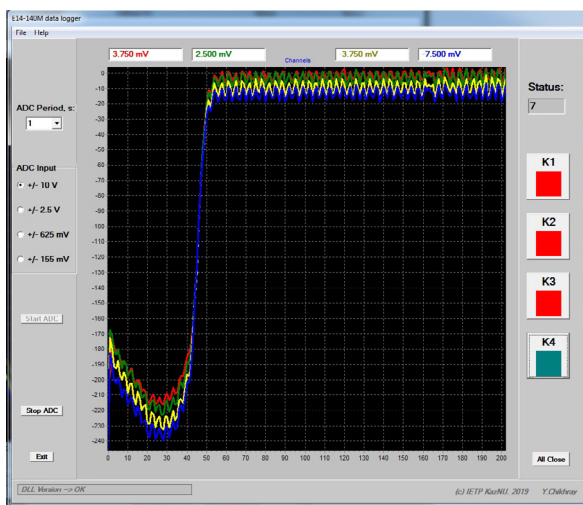 E14-140M data logger
File Help
3.750 mV 2.500 mV Channels 3.750 mV -7.500 mV
ADC Period, s:
1
ADC Input
+/- 10 V
+/- 2.5 V
+/- 625 mV
+/- 155 mV
Start ADC
Stop ADC
Exit
0
-10
-20
-30
-40
-50
-60
-70
-80
-90
-100
-110
-120
-130
-140
-150
-160
-170
-180
-190
-200
-210
-220
-230
-240
0 10 20 30 40 50 60 70 80 90 100 110 120 130 140 150 160 170 180 190 200
Status:
7
K1
K2
K3
K4
All Close
DLL Version --> OK
(c) IETP KazNU. 2019 Y.Chikhray